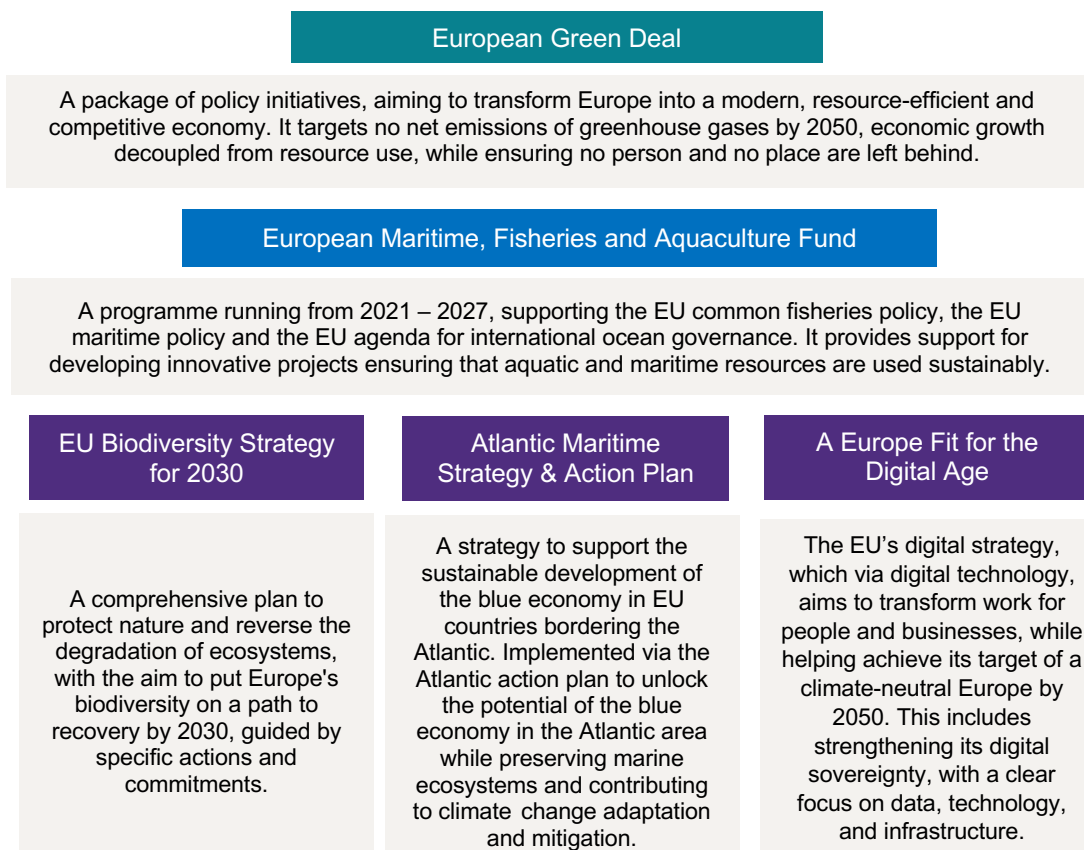 European Green Deal
A package of policy initiatives, aiming to transform Europe into a modern, resource-efficient and
competitive economy. It targets no net emissions of greenhouse gases by 2050, economic growth
decoupled from resource use, while ensuring no person and no place are left behind.
European Maritime, Fisheries and Aquaculture Fund
A programme running from 2021 – 2027, supporting the EU common fisheries policy, the EU
maritime policy and the EU agenda for international ocean governance. It provides support for
developing innovative projects ensuring that aquatic and maritime resources are used sustainably.
EU Biodiversity Strategy
for 2030
A comprehensive plan to
protect nature and reverse the
degradation of ecosystems,
with the aim to put Europe's
biodiversity on a path to
recovery by 2030, guided by
specific actions and
commitments.
Atlantic Maritime
Strategy & Action Plan
A strategy to support the
sustainable development of
the blue economy in EU
countries bordering the
Atlantic. Implemented via the
Atlantic action plan to unlock
the potential of the blue
economy in the Atlantic area
while preserving marine
ecosystems and contributing
to climate change adaptation
and mitigation.
A Europe Fit for the
Digital Age
The EU’s digital strategy,
which via digital technology,
aims to transform work for
people and businesses, while
helping achieve its target of a
climate-neutral Europe by
2050. This includes
strengthening its digital
sovereignty, with a clear
focus on data, technology,
and infrastructure.